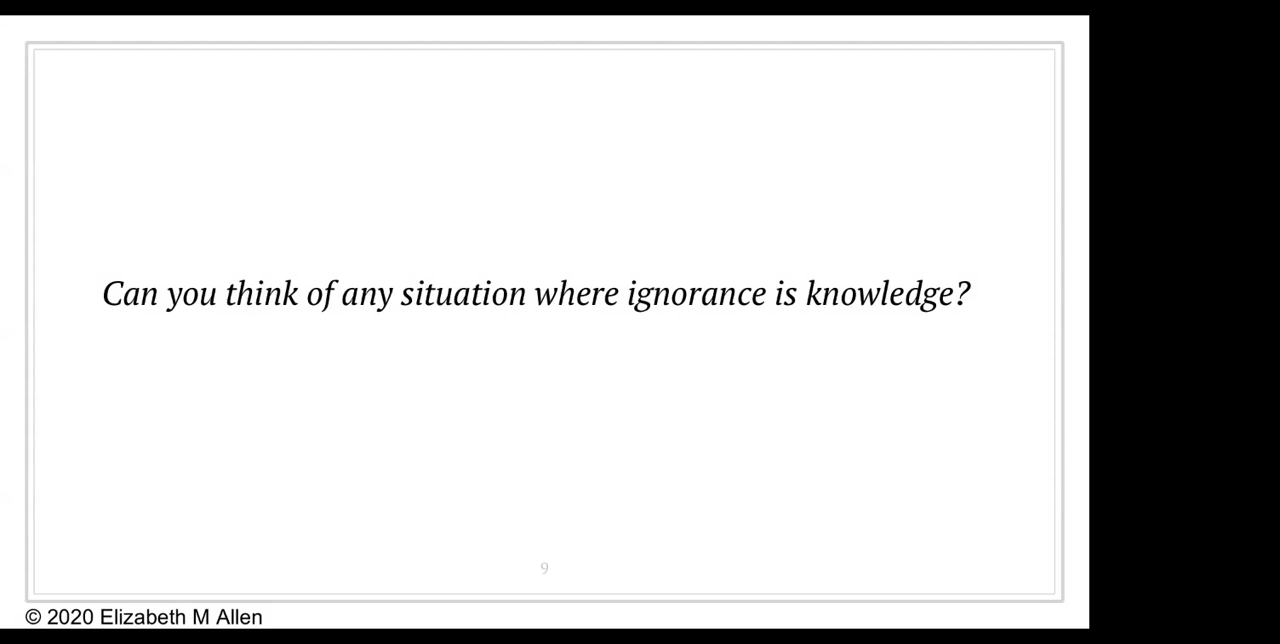 Can you think of any situation where ignorance is knowledge?
9
© 2020 Elizabeth M Allen